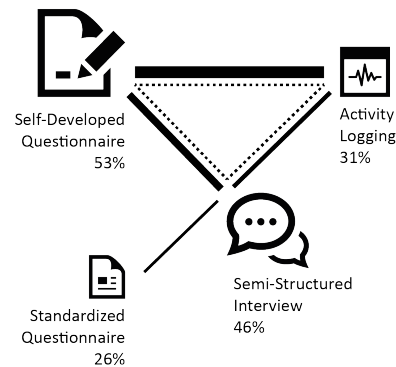 Self-Developed
Questionnaire
53%
Activity
Logging
31%
Standardized
Questionnaire
26%
Semi-Structured
Interview
46%